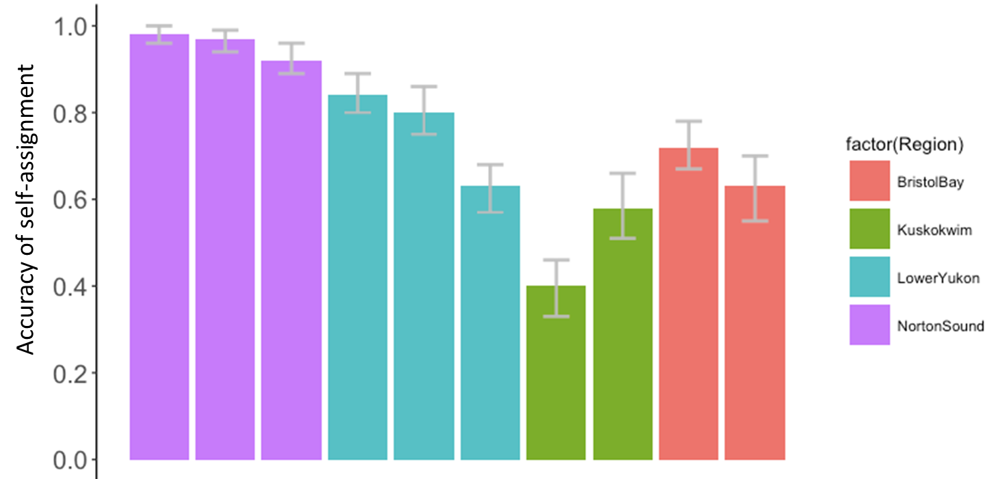 Accuracy of self-assignment
1.0
0.8
0.6
0.4
0.2
0.0
factor(Region)
BristolBay
Kuskokwim
LowerYukon
NortonSound